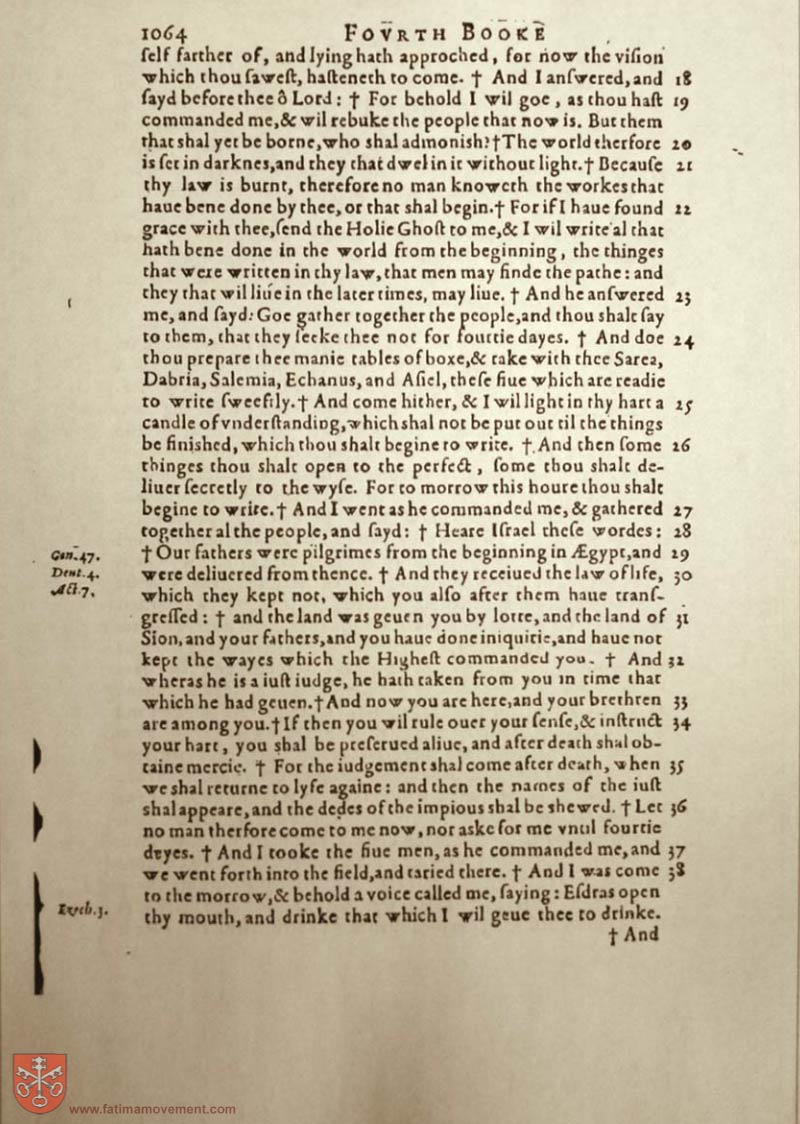 1064 FOVRTH BOOKE
ſelf farther of, and lying hath approched, for now the viſion
which thou ſaweſt, haſteneth to come. † And I anſwered, and 18
ſayd before thee ô Lord: † For behold I wil goe, as thou haſt 19
commanded me,& wil rebuke the people that now is. But them
that shal yet be borne, who shal admonish? †The world therfore 20
is ſet in darknes, and they that dwel in it without light.† Becauſe 21
thy law is burnt, therefore no man knoweth the workes that
haue bene done by thee, or that shal begin.† For if I haue found 22
grace with thee, ſend the Holie Ghoſt to me,& I wil write al that
hath bene done in the world from the beginning, the thinges
that were written in thy law, that men may finde the pathe: and
they that wil liue in the later times, may liue. † And he anſwered 23
me, and ſayd: Goe gather together the people, and thou shalt ſay
to them, that they ſeeke thee not for fourtie dayes. † And doe 24
thou prepare thee manie tables of boxe,& take with thee Sarea,
Dabria, Salemia, Echanus, and Aſiel, theſe fiue which are readie
to write ſweeftly.† And come hither, & I wil light in thy hart a 25
candle of vnderſtanding, which shal not be put out til the things
be finished, which thou shalt begine to write. † And then ſome 26
thinges thou shalt open to the perfect, ſome thou shalt de-
liuer ſecretly to the wyſe. For to morrow this houre thou shalt
begine to write.† And I went as he commanded me, & gathered 27
together al the people, and ſayd: † Heare Iſrael theſe wordes: 28
Gen. 47. † Our fathers were pilgrimes from the beginning in Ægypt, and 29
Deut. 4. were deliuered from thence. † And they receiued the law of life, 30
Act. 7. which they kept not, which you alſo after them haue tranſ-
greſſed: † and the land was geuen you by lotte, and the land of 31
Sion, and your fathers, and you haue done iniquitie, and haue not
kept the wayes which the Higheſt commanded you. † And 32
wheras he is a iuſt iudge, he hath taken from you in time that
which he had geuen.†And now you are here, and your brethren 33
are among you.†If then you wil rule ouer your ſenſe,& inſtruct 34
your hart, you shal be preſerued aliue, and after death shal ob-
taine mercie. † For the iudgement shal come after death, when 35
we shal returne to lyfe againe: and then the names of the iuſt
shal appeare, and the dedes of the impious shal be shewed. † Let 36
no man therfore come to me now, nor aske for me vntil fourtie
dayes. † And I tooke the fiue men, as he commanded me, and 37
we went forth into the field, and taried there. † And I was come 38
to the morrow,& behold a voice called me, ſaying: Eſdras open
Ezech. 3. thy mouth, and drinke that which I wil geue thee to drinke.
† And
www.fatimamovement.com